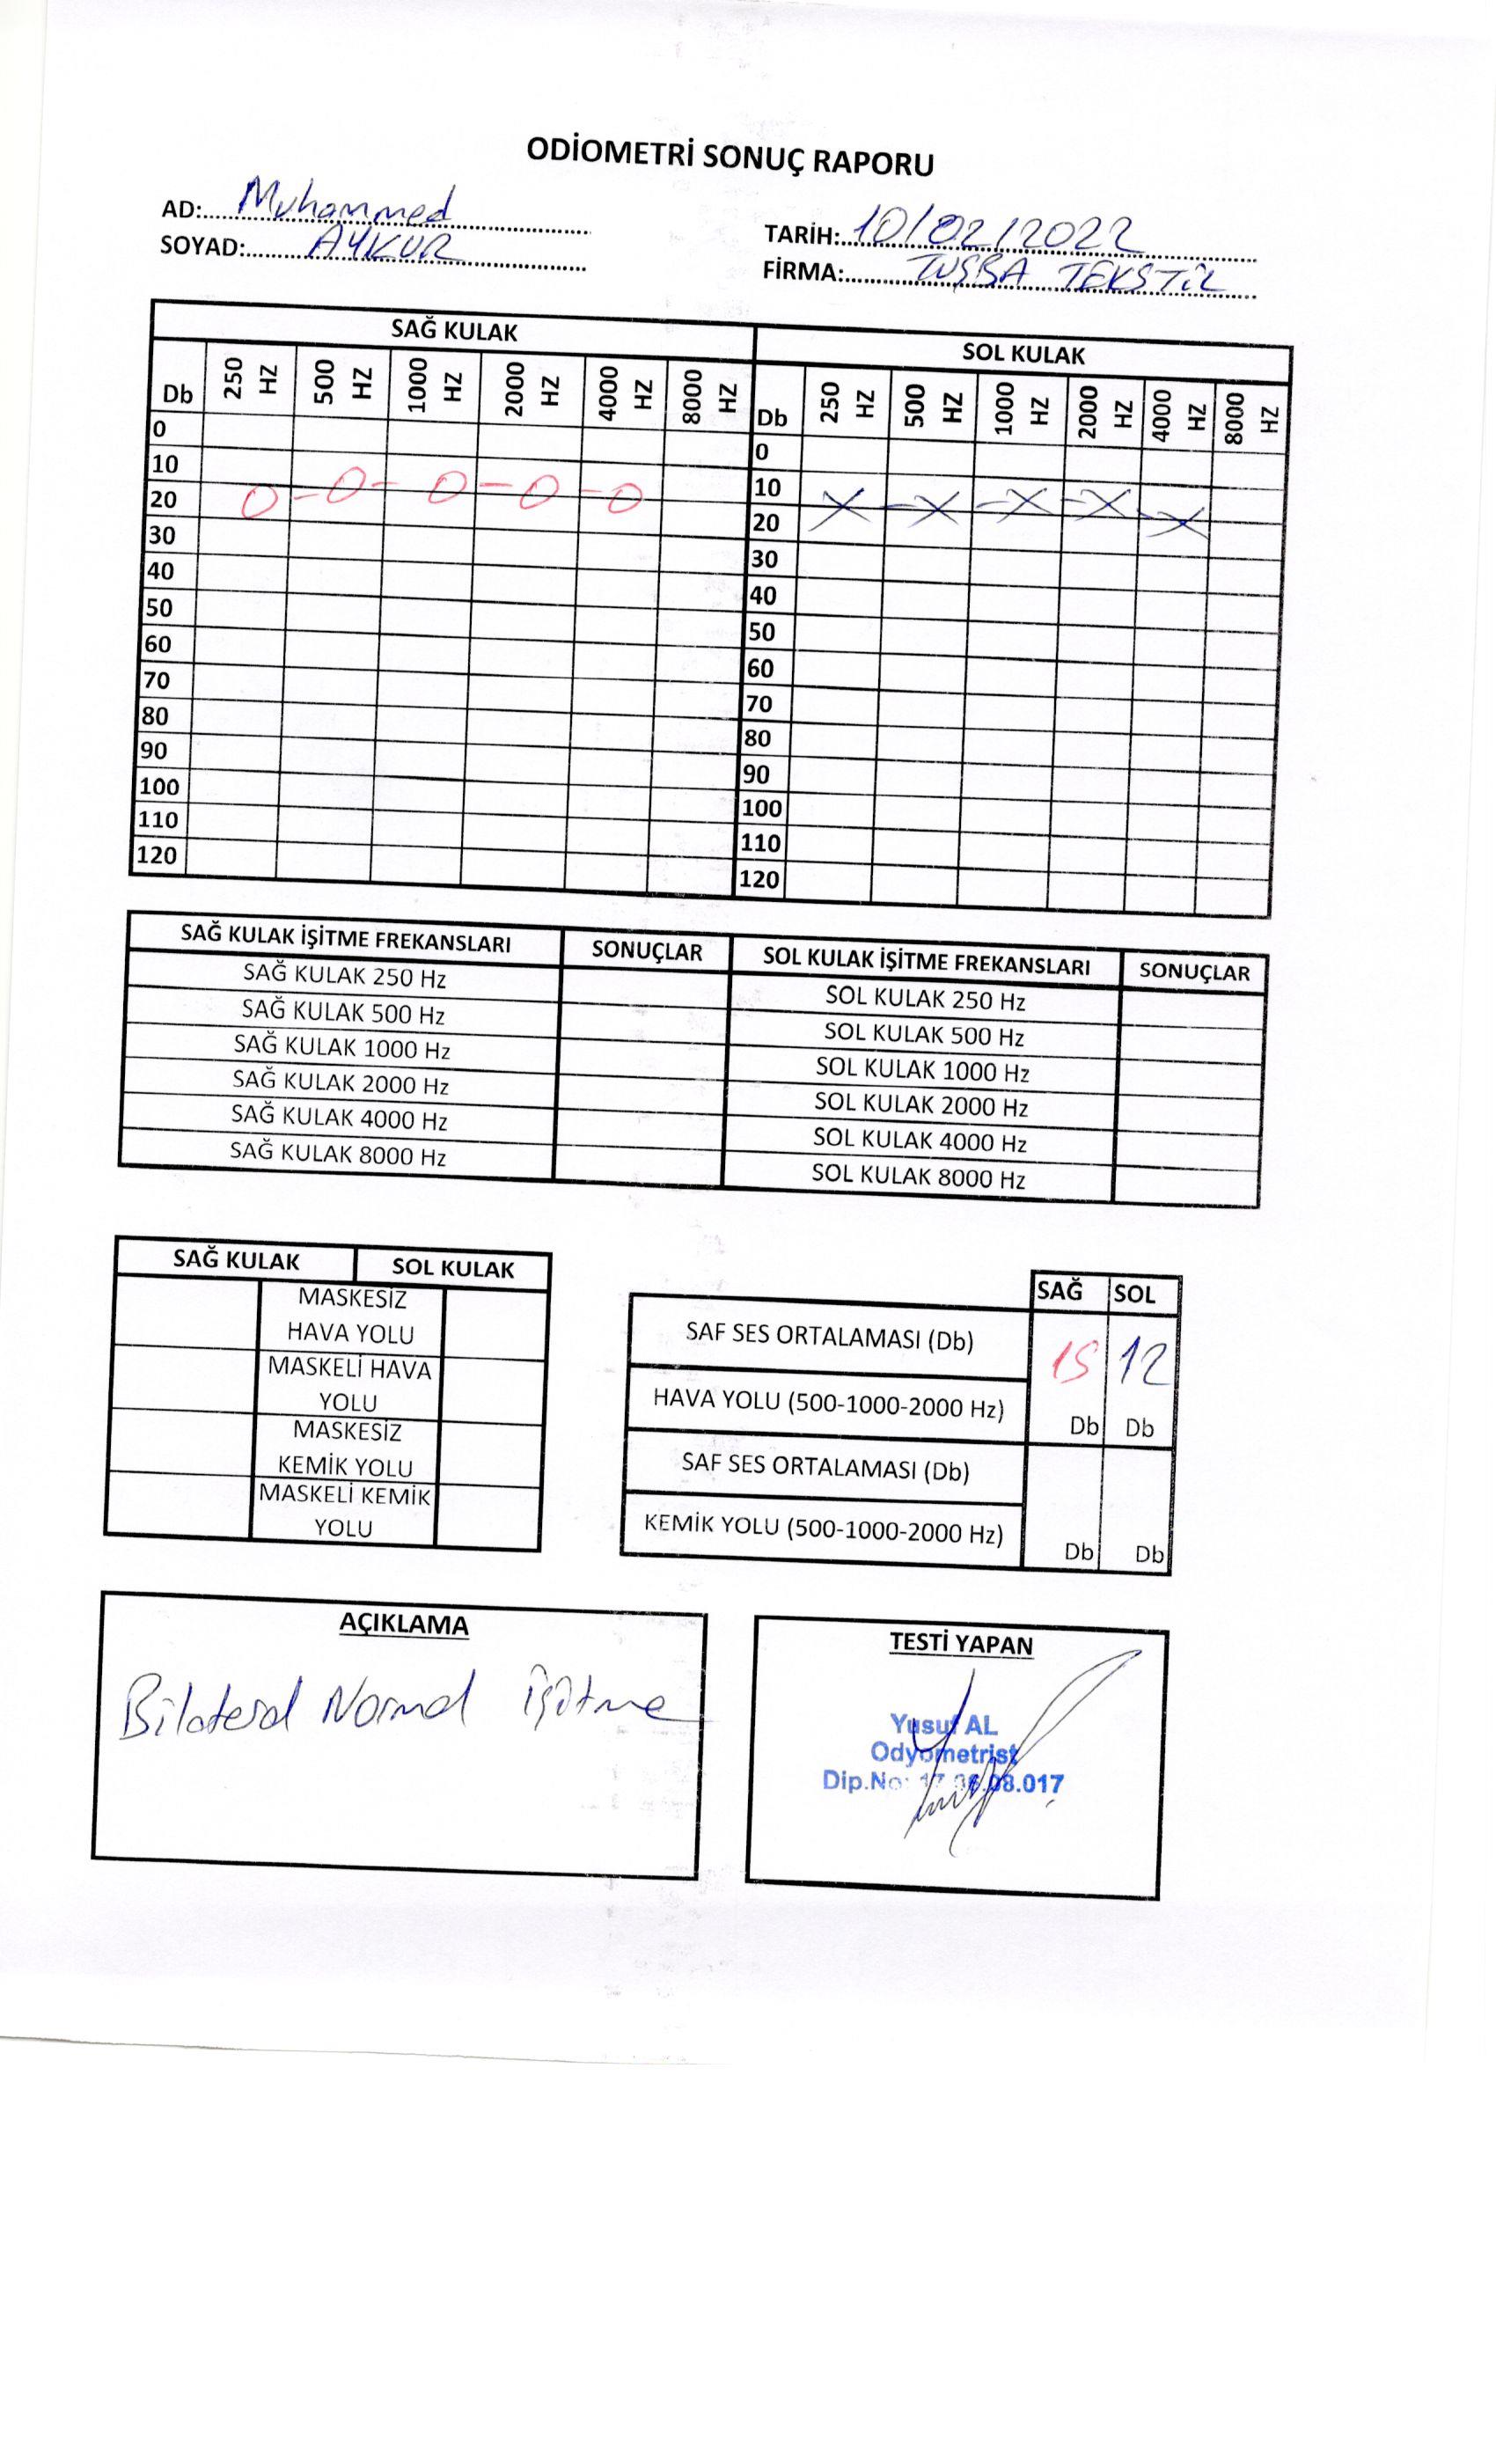 ODİOMETRİ SONUÇ RAPORU
AD: Muhammed
SOYAD: AYKUR
TARİH: 10/02/2022
FİRMA: TUŞBA TEKSTİL
SAĞ KULAK SOL KULAK
Db 250 HZ 500 HZ 1000 HZ 2000 HZ 4000 HZ 8000 HZ Db 250 HZ 500 HZ 1000 HZ 2000 HZ 4000 HZ 8000 HZ
0 0
10 10
20 20
30 30
40 40
50 50
60 60
70 70
80 80
90 90
100 100
110 110
120 120
SAĞ KULAK İŞİTME FREKANSLARI SONUÇLAR SOL KULAK İŞİTME FREKANSLARI SONUÇLAR
SAĞ KULAK 250 Hz SOL KULAK 250 Hz
SAĞ KULAK 500 Hz SOL KULAK 500 Hz
SAĞ KULAK 1000 Hz SOL KULAK 1000 Hz
SAĞ KULAK 2000 Hz SOL KULAK 2000 Hz
SAĞ KULAK 4000 Hz SOL KULAK 4000 Hz
SAĞ KULAK 8000 Hz SOL KULAK 8000 Hz
SAĞ KULAK SOL KULAK
MASKESİZ
HAVA YOLU
MASKELİ HAVA
YOLU
MASKESİZ
KEMİK YOLU
MASKELİ KEMİK
YOLU
SAĞ SOL
SAF SES ORTALAMASI (Db) 15 12
HAVA YOLU (500-1000-2000 Hz) Db Db
SAF SES ORTALAMASI (Db)
KEMİK YOLU (500-1000-2000 Hz) Db Db
AÇIKLAMA
Bilateral Normal işitme
TESTİ YAPAN
Yusuf AL
Odyometrist
Dip.No: